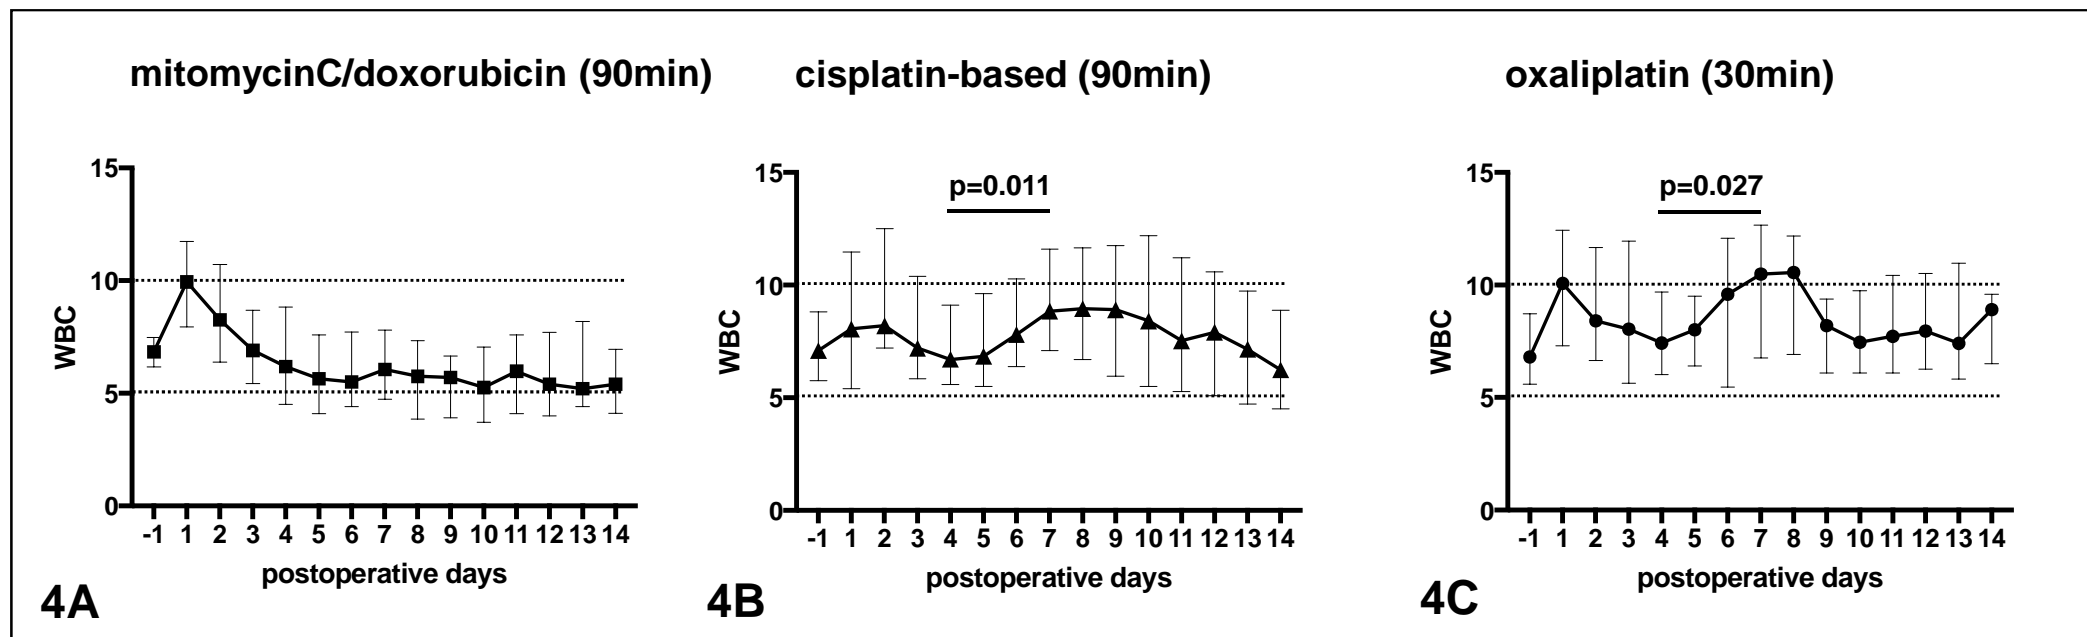 mitomycinC/doxorubicin (90min)
15
10
5
0
WBC
-1 1 2 3 4 5 6 7 8 9 10 11 12 13 14
postoperative days
4A
cisplatin-based (90min)
p=0.011
15
10
5
0
WBC
-1 1 2 3 4 5 6 7 8 9 10 11 12 13 14
postoperative days
4B
oxaliplatin (30min)
p=0.027
15
10
5
0
WBC
-1 1 2 3 4 5 6 7 8 9 10 11 12 13 14
postoperative days
4C